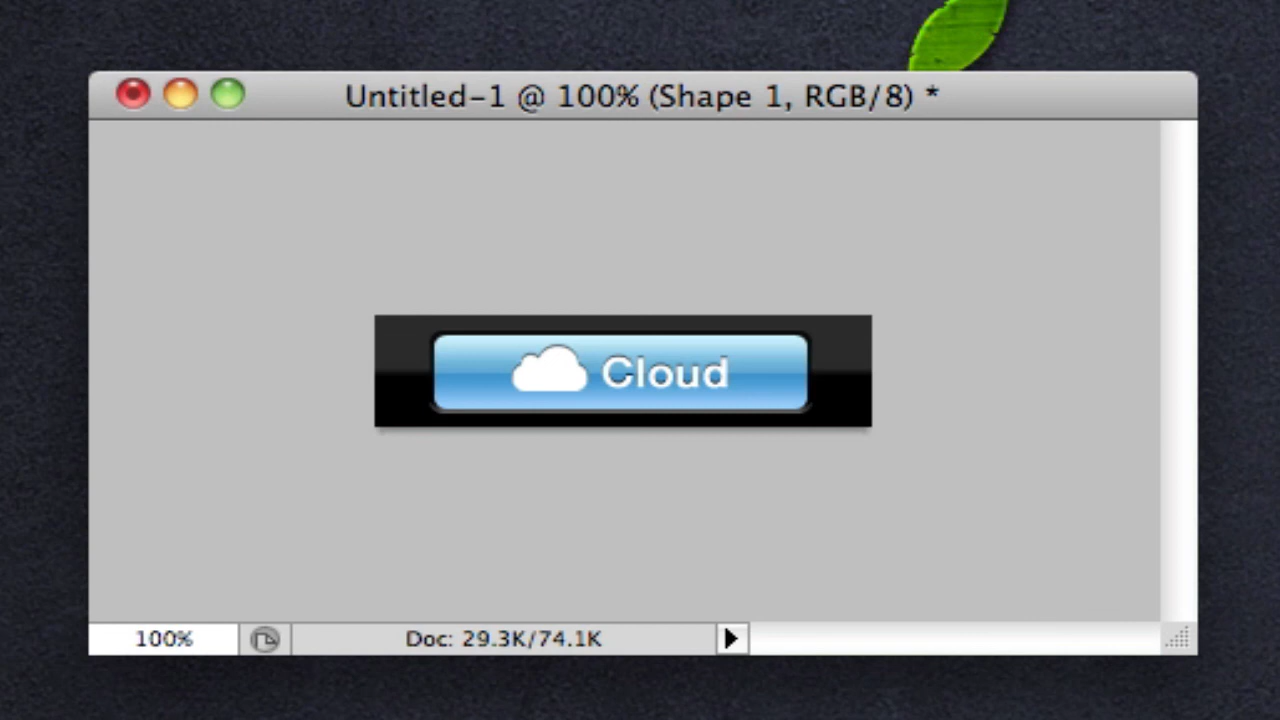 Untitled-1 @ 100% (Shape 1, RGB/8) *
Cloud
100% Doc: 29.3K/74.1K